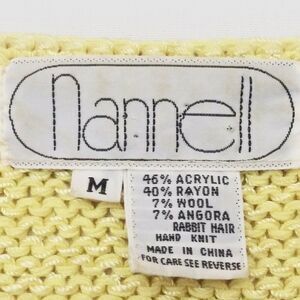 nannell
M
46% ACRYLIC
40% RAYON
7% WOOL
7% ANGORA
RABBIT HAIR
HAND KNIT
MADE IN CHINA
FOR CARE SEE REVERSE